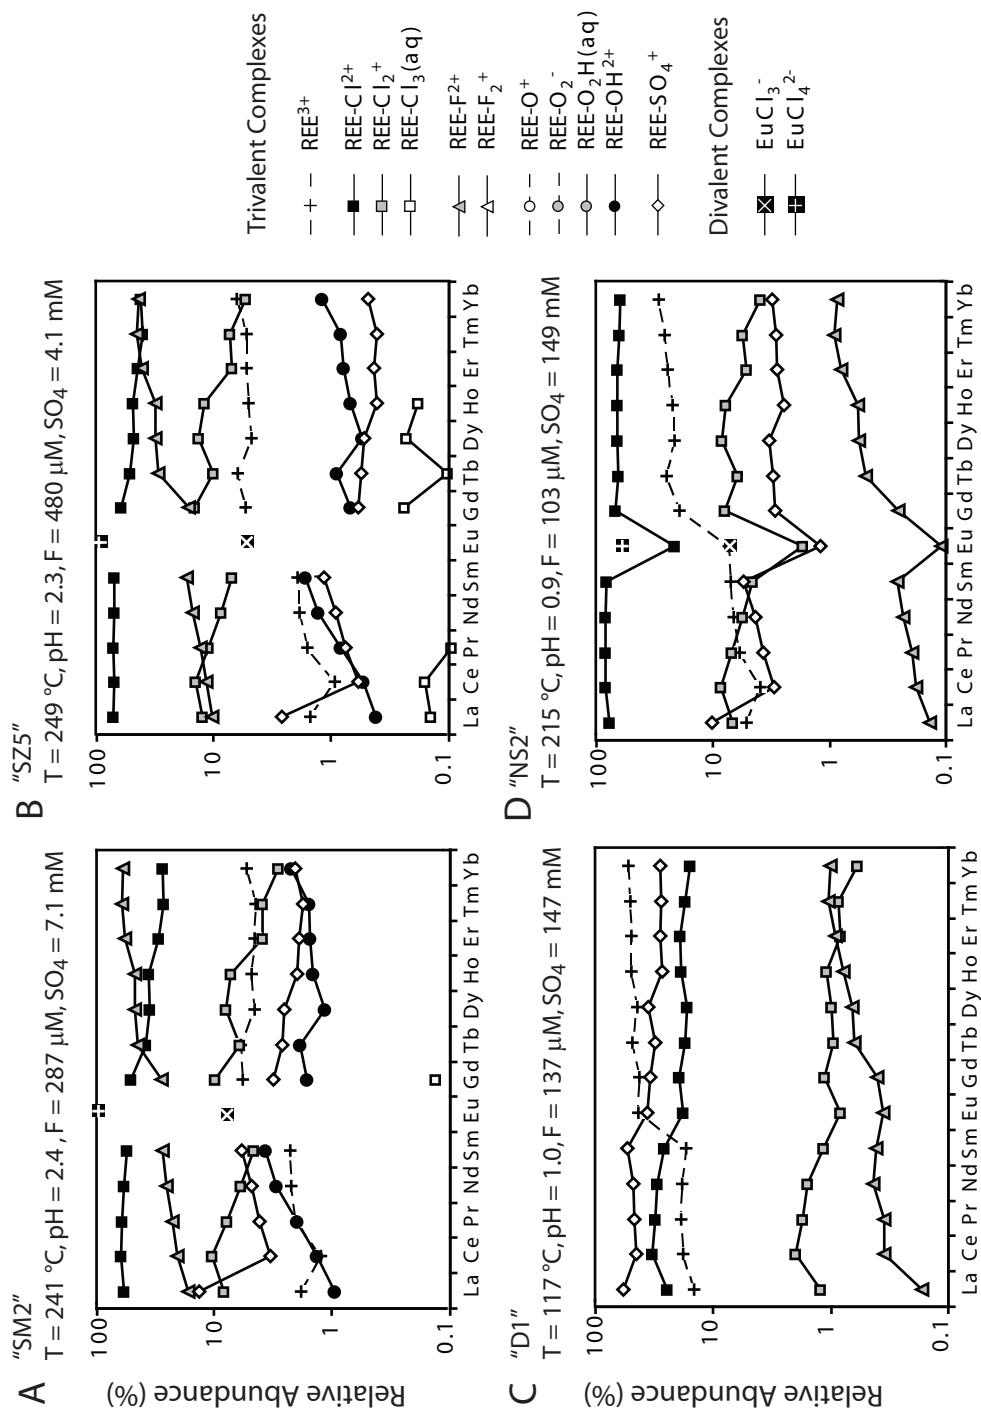 A "SM2"
T = 241 °C, pH = 2.4, F = 287 µM, SO4 = 7.1 mM
Relative Abundance (%)
100
10
1
0.1
La Ce Pr Nd Sm Eu Gd Tb Dy Ho Er Tm Yb
B "SZ5"
T = 249 °C, pH = 2.3, F = 480 µM, SO4 = 4.1 mM
100
10
1
0.1
La Ce Pr Nd Sm Eu Gd Tb Dy Ho Er Tm Yb
C "D1"
T = 117 °C, pH = 1.0, F = 137 µM, SO4 = 147 mM
Relative Abundance (%)
100
10
1
0.1
La Ce Pr Nd Sm Eu Gd Tb Dy Ho Er Tm Yb
D "NS2"
T = 215 °C, pH = 0.9, F = 103 µM, SO4 = 149 mM
100
10
1
0.1
La Ce Pr Nd Sm Eu Gd Tb Dy Ho Er Tm Yb
Trivalent Complexes
REE3+
REE-Cl2+
REE-Cl2+
REE-Cl3(aq)
REE-F2+
REE-F2+
REE-O+
REE-O2-
REE-O2H(aq)
REE-OH2+
REE-SO4+
Divalent Complexes
EuCl3-
EuCl42-